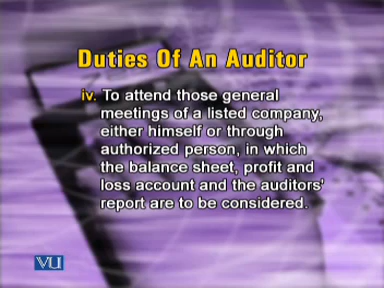 Duties Of An Auditor
iv. To attend those general
meetings of a listed company,
either himself or through
authorized person, in which
the balance sheet, profit and
loss account and the auditors'
report are to be considered.
VU